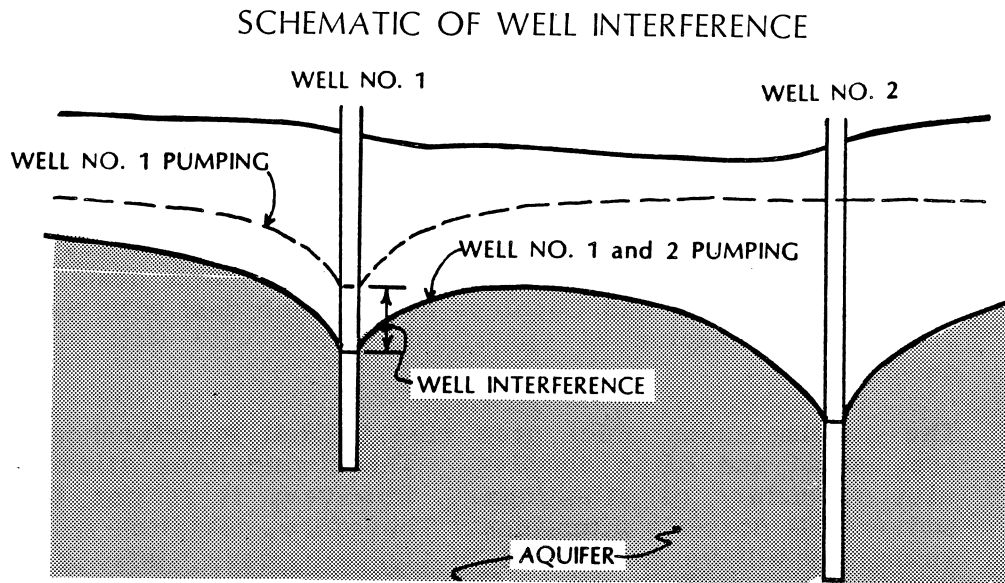 SCHEMATIC OF WELL INTERFERENCE
WELL NO. 1
WELL NO. 2
WELL NO. 1 PUMPING
WELL NO. 1 and 2 PUMPING
WELL INTERFERENCE
AQUIFER